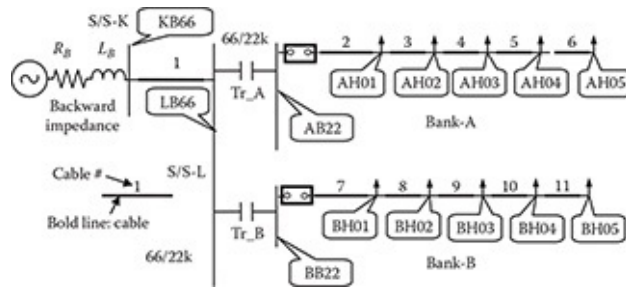 S/S-K
KB66
66/22k
R_B
L_B
1
2
3
4
5
6
Backward
impedance
LB66
Tr_A
AH01
AH02
AH03
AH04
AH05
AB22
Bank-A
Cable #
1
S/S-L
Bold line: cable
7
8
9
10
11
Tr_B
BH01
BH02
BH03
BH04
BH05
66/22k
BB22
Bank-B